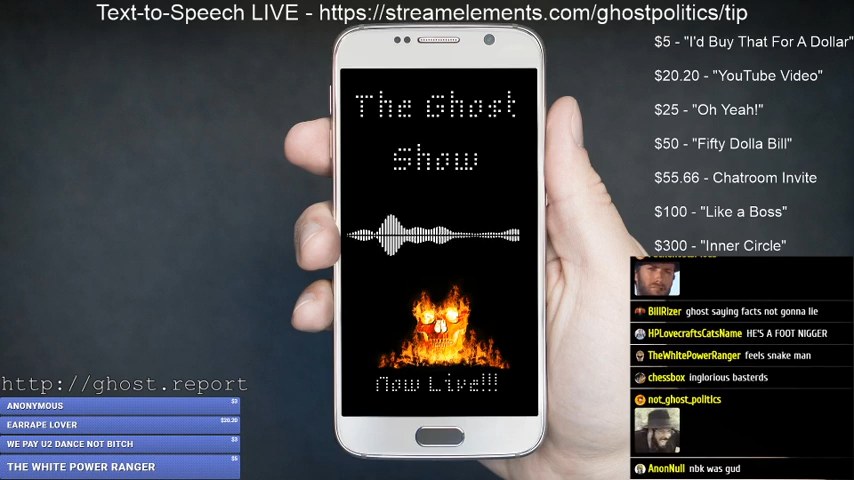 Text-to-Speech LIVE - https://streamelements.com/ghostpolitics/tip
$5 - "I'd Buy That For A Dollar"
$20.20 - "YouTube Video"
$25 - "Oh Yeah!"
$50 - "Fifty Dolla Bill"
$55.66 - Chatroom Invite
$100 - "Like a Boss"
$300 - "Inner Circle"
The Ghost
Show
Now Live!!!
BillRizer ghost saying facts not gonna lie
HPLovecraftsCatsName HE'S A FOOT NIGGER
TheWhitePowerRanger feels snake man
chessbox inglorious basterds
not_ghost_politics
AnonNull nbk was gud
http://ghost.report
ANONYMOUS $3
EARRAPE LOVER $20.20
WE PAY U2 DANCE NOT BITCH $3
THE WHITE POWER RANGER $5